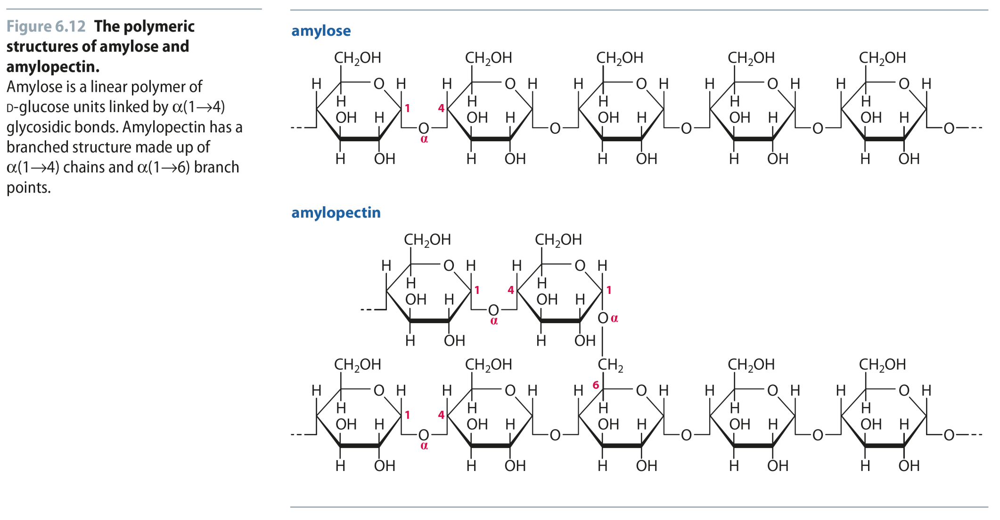 Figure 6.12 The polymeric
structures of amylose and
amylopectin.
Amylose is a linear polymer of
D-glucose units linked by α(1→4)
glycosidic bonds. Amylopectin has a
branched structure made up of
α(1→4) chains and α(1→6) branch
points.
amylose
CH₂OH CH₂OH CH₂OH CH₂OH CH₂OH
H O H H O H H O H H O H H O H
H H H H H
1 4
OH H OH H OH H OH H OH H
O O O O O
α
H OH H OH H OH H OH H OH
amylopectin
CH₂OH CH₂OH
H O H H O H
H H
1 4 1
OH H OH H
O O α
α
H OH H OH
CH₂OH CH₂OH CH₂ CH₂OH CH₂OH
6
H O H H O H H O H H O H H O H
H H H H H
1 4
OH H OH H OH H OH H OH H
O O O O O
α
H OH H OH H OH H OH H OH